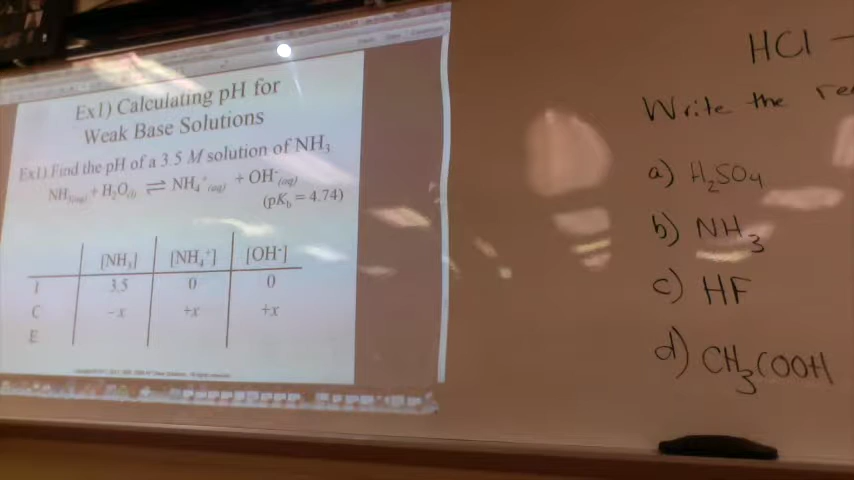 Ex1) Calculating pH for
Weak Base Solutions
Ex1) Find the pH of a 3.5 M solution of NH₃
NH₃(aq) + H₂O(l) ⇌ NH₄⁺(aq) + OH⁻(aq)
(pKb = 4.74)
[NH₃] [NH₄⁺] [OH⁻]
I 3.5 0 0
C -x +x +x
E
HCl
Write the
a) H₂SO₄
b) NH₃
c) HF
d) CH₃COOH